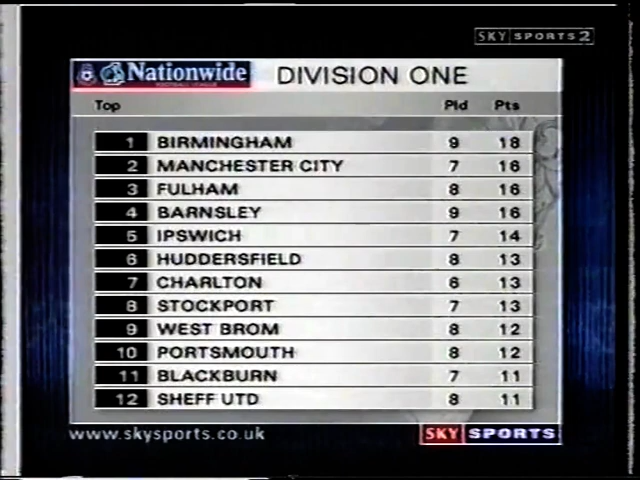 SKY SPORTS 2
Nationwide DIVISION ONE
FOOTBALL LEAGUE
Top Pld Pts
1 BIRMINGHAM 9 18
2 MANCHESTER CITY 7 16
3 FULHAM 8 16
4 BARNSLEY 9 16
5 IPSWICH 7 14
6 HUDDERSFIELD 8 13
7 CHARLTON 6 13
8 STOCKPORT 7 13
9 WEST BROM 8 12
10 PORTSMOUTH 8 12
11 BLACKBURN 7 11
12 SHEFF UTD 8 11
www.skysports.co.uk SKY SPORTS